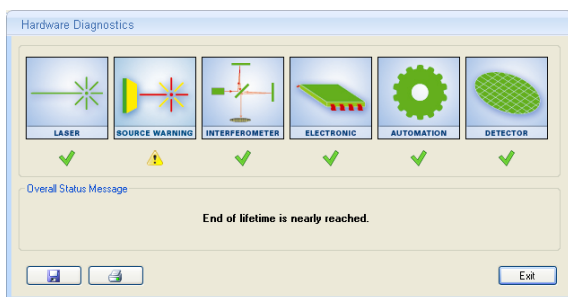 Hardware Diagnostics
LASER
SOURCE WARNING
INTERFEROMETER
ELECTRONIC
AUTOMATION
DETECTOR
Overall Status Message
End of lifetime is nearly reached.
Exit